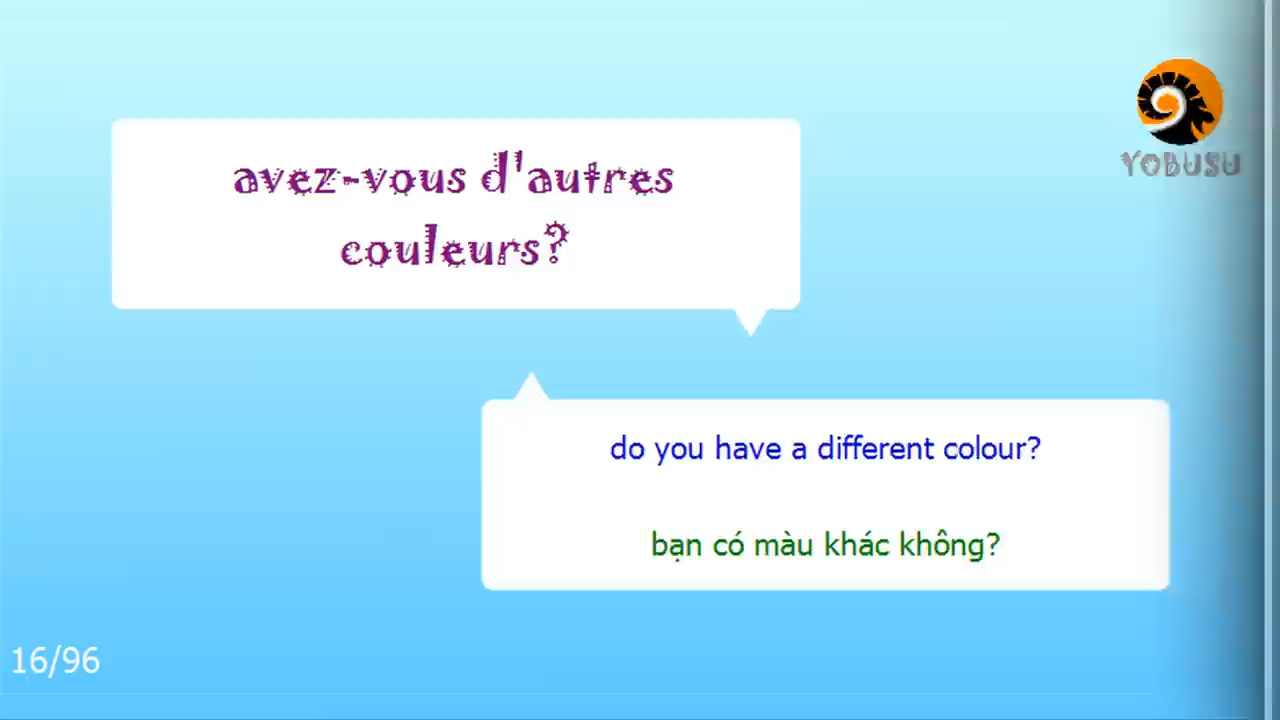 YOBUSU
avez-vous d'autres
couleurs?
do you have a different colour?
bạn có màu khác không?
16/96